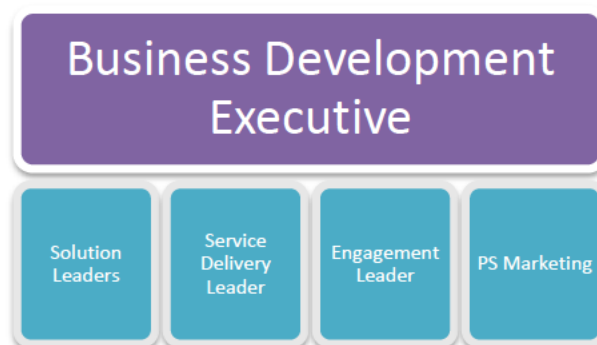 Business Development
Executive
Solution
Leaders
Service
Delivery
Leader
Engagement
Leader
PS Marketing